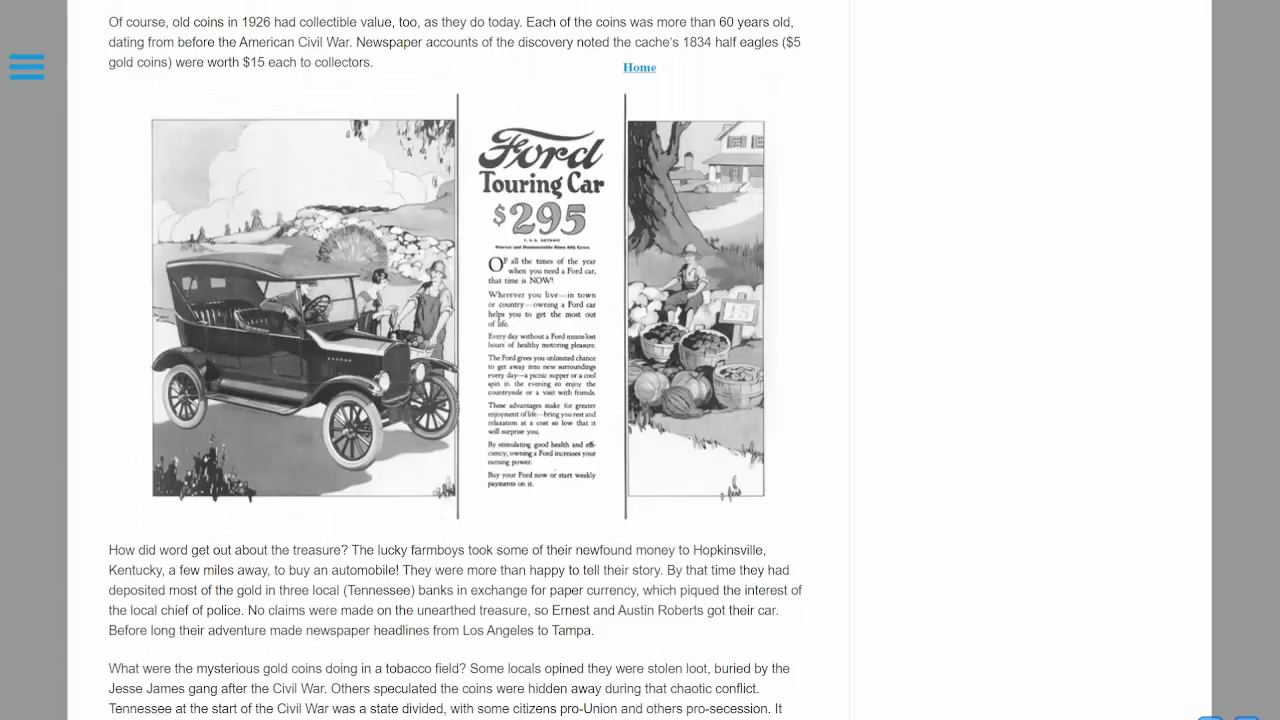 Of course, old coins in 1926 had collectible value, too, as they do today. Each of the coins was more than 60 years old,
dating from before the American Civil War. Newspaper accounts of the discovery noted the cache's 1834 half eagles ($5
gold coins) were worth $15 each to collectors.
Home
Ford
Touring Car
$295
F. O. B. DETROIT
Starter and Demountable Rims $85 Extra
OF all the times of the year
when you need a Ford car,
that time is NOW!
Wherever you live—in town
or country—owning a Ford car
helps you to get the most out
of life.
Every day without a Ford means lost
hours of healthy motoring pleasure.
The Ford gives you unlimited chance
to get away into new surroundings
every day—a picnic supper or a cool
spin in the evening to enjoy the
countryside or a visit with friends.
These advantages make for greater
enjoyment of life—bring you rest and
relaxation at a cost so low that it
will surprise you.
By stimulating good health and effi-
ciency, owning a Ford increases your
earning power.
Buy your Ford now or start weekly
payments on it.
How did word get out about the treasure? The lucky farmboys took some of their newfound money to Hopkinsville,
Kentucky, a few miles away, to buy an automobile! They were more than happy to tell their story. By that time they had
deposited most of the gold in three local (Tennessee) banks in exchange for paper currency, which piqued the interest of
the local chief of police. No claims were made on the unearthed treasure, so Ernest and Austin Roberts got their car.
Before long their adventure made newspaper headlines from Los Angeles to Tampa.
What were the mysterious gold coins doing in a tobacco field? Some locals opined they were stolen loot, buried by the
Jesse James gang after the Civil War. Others speculated the coins were hidden away during that chaotic conflict.
Tennessee at the start of the Civil War was a state divided, with some citizens pro-Union and others pro-secession. It